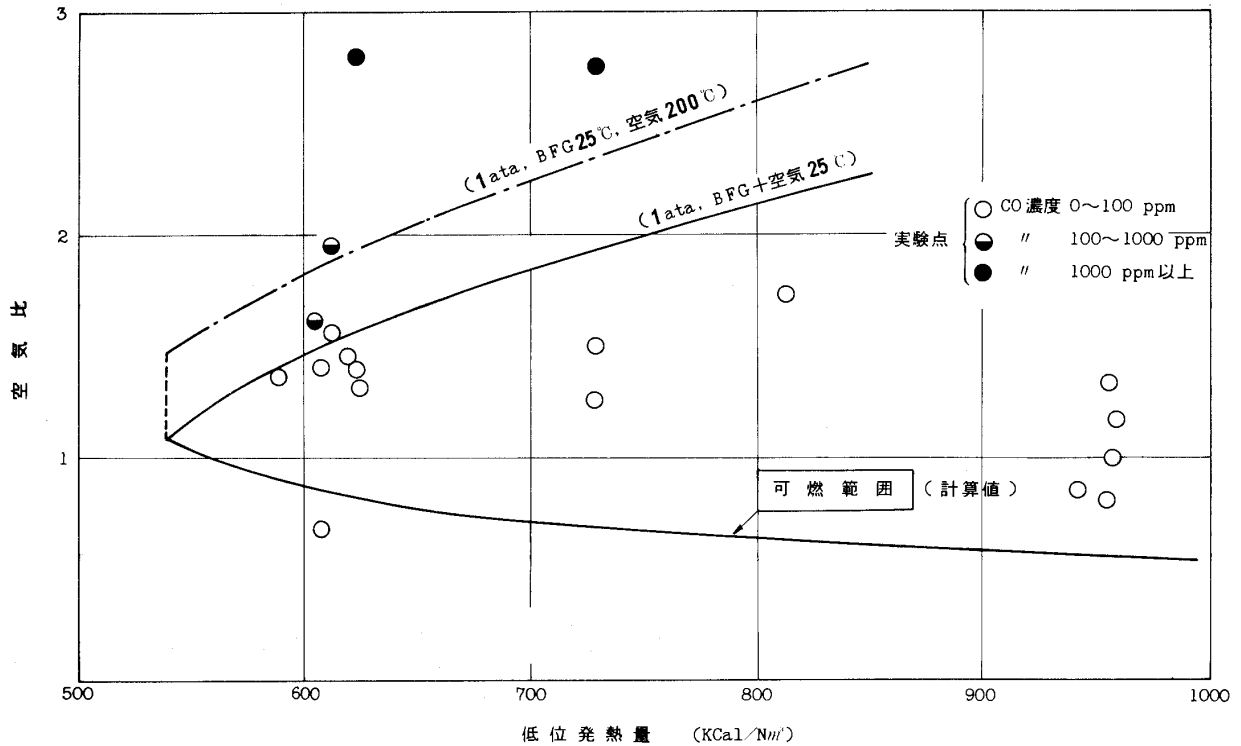 3
2
1
空気比
(1ata, BFG25℃, 空気200℃)
(1ata, BFG+空気25℃)
実験点
CO濃度 0~100 ppm
〃 100~1000 ppm
〃 1000 ppm以上
可燃範囲 (計算値)
500 600 700 800 900 1000
低位発熱量 (KCal/N㎥)